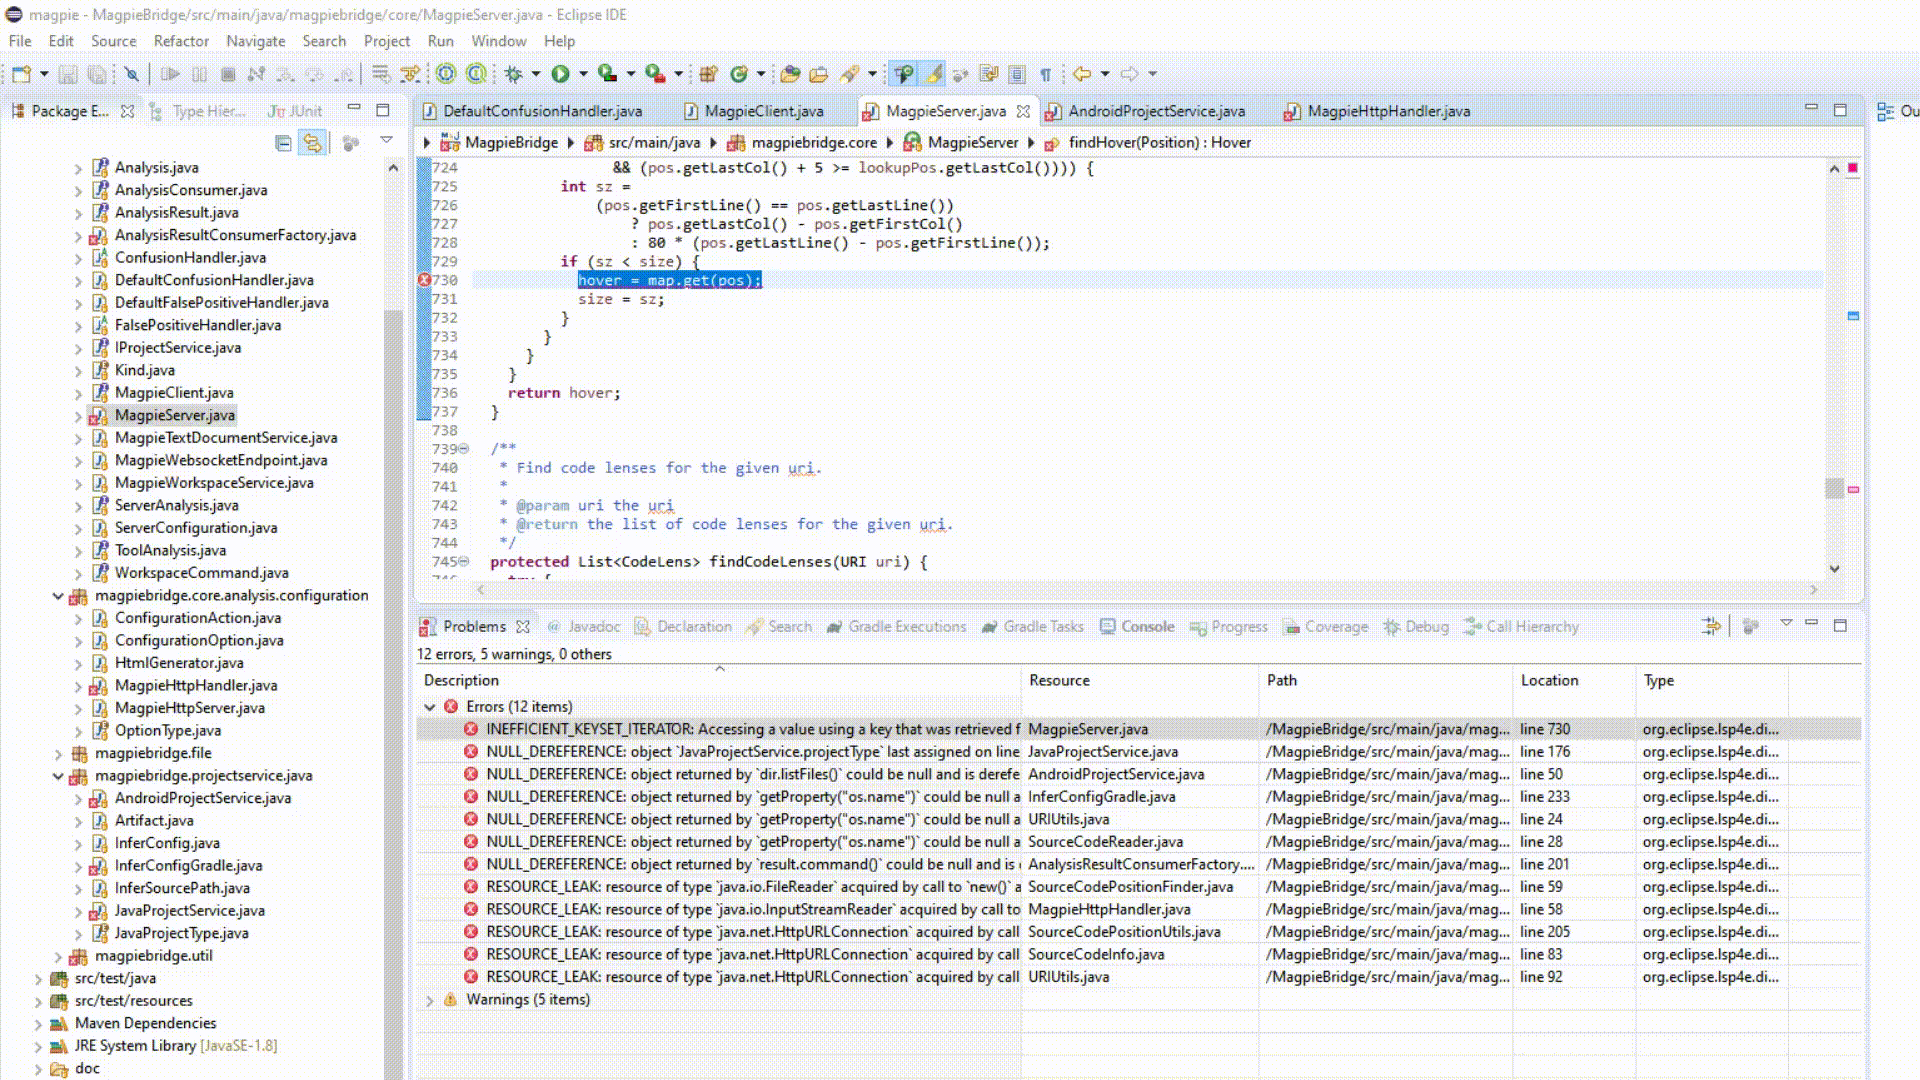 magpie - MagpieBridge/src/main/java/magpiebridge/core/MagpieServer.java - Eclipse IDE
File Edit Source Refactor Navigate Search Project Run Window Help
Package E... Type Hier... JUnit
Analysis.java
AnalysisConsumer.java
AnalysisResult.java
AnalysisResultConsumerFactory.java
ConfusionHandler.java
DefaultConfusionHandler.java
DefaultFalsePositiveHandler.java
FalsePositiveHandler.java
IProjectService.java
Kind.java
MagpieClient.java
MagpieServer.java
MagpieTextDocumentService.java
MagpieWebsocketEndpoint.java
MagpieWorkspaceService.java
ServerAnalysis.java
ServerConfiguration.java
ToolAnalysis.java
WorkspaceCommand.java
magpiebridge.core.analysis.configuration
ConfigurationAction.java
ConfigurationOption.java
HtmlGenerator.java
MagpieHttpHandler.java
MagpieHttpServer.java
OptionType.java
magpiebridge.file
magpiebridge.projectservice.java
AndroidProjectService.java
Artifact.java
InferConfig.java
InferConfigGradle.java
InferSourcePath.java
JavaProjectService.java
JavaProjectType.java
magpiebridge.util
src/test/java
src/test/resources
Maven Dependencies
JRE System Library [JavaSE-1.8]
doc
DefaultConfusionHandler.java MagpieClient.java MagpieServer.java AndroidProjectService.java MagpieHttpHandler.java
Ou
MagpieBridge src/main/java magpiebridge.core MagpieServer findHover(Position) : Hover
724 && (pos.getLastCol() + 5 >= lookupPos.getLastCol()))) {
725 int sz =
726 (pos.getFirstLine() == pos.getLastLine())
727 ? pos.getLastCol() - pos.getFirstCol()
728 : 80 * (pos.getLastLine() - pos.getFirstLine());
729 if (sz < size) {
730 hover = map.get(pos);
731 size = sz;
732 }
733 }
734 }
735 }
736 return hover;
737 }
738
739 /**
740 * Find code lenses for the given uri.
741 *
742 * @param uri the uri
743 * @return the list of code lenses for the given uri.
744 */
745 protected List<CodeLens> findCodeLenses(URI uri) {
Problems Javadoc Declaration Search Gradle Executions Gradle Tasks Console Progress Coverage Debug Call Hierarchy
12 errors, 5 warnings, 0 others
Description Resource Path Location Type
Errors (12 items)
INEFFICIENT_KEYSET_ITERATOR: Accessing a value using a key that was retrieved f MagpieServer.java /MagpieBridge/src/main/java/mag... line 730 org.eclipse.lsp4e.di...
NULL_DEREFERENCE: object `JavaProjectService.projectType` last assigned on line JavaProjectService.java /MagpieBridge/src/main/java/mag... line 176 org.eclipse.lsp4e.di...
NULL_DEREFERENCE: object returned by `dir.listFiles()` could be null and is derefe AndroidProjectService.java /MagpieBridge/src/main/java/mag... line 50 org.eclipse.lsp4e.di...
NULL_DEREFERENCE: object returned by `getProperty("os.name")` could be null a InferConfigGradle.java /MagpieBridge/src/main/java/mag... line 233 org.eclipse.lsp4e.di...
NULL_DEREFERENCE: object returned by `getProperty("os.name")` could be null a URIUtils.java /MagpieBridge/src/main/java/mag... line 24 org.eclipse.lsp4e.di...
NULL_DEREFERENCE: object returned by `getProperty("os.name")` could be null a SourceCodeReader.java /MagpieBridge/src/main/java/mag... line 28 org.eclipse.lsp4e.di...
NULL_DEREFERENCE: object returned by `result.command()` could be null and is AnalysisResultConsumerFactory.... /MagpieBridge/src/main/java/mag... line 201 org.eclipse.lsp4e.di...
RESOURCE_LEAK: resource of type `java.io.FileReader` acquired by call to `new()` a SourceCodePositionFinder.java /MagpieBridge/src/main/java/mag... line 59 org.eclipse.lsp4e.di...
RESOURCE_LEAK: resource of type `java.io.InputStreamReader` acquired by call to MagpieHttpHandler.java /MagpieBridge/src/main/java/mag... line 58 org.eclipse.lsp4e.di...
RESOURCE_LEAK: resource of type `java.net.HttpURLConnection` acquired by call SourceCodePositionUtils.java /MagpieBridge/src/main/java/mag... line 205 org.eclipse.lsp4e.di...
RESOURCE_LEAK: resource of type `java.net.HttpURLConnection` acquired by call SourceCodeInfo.java /MagpieBridge/src/main/java/mag... line 83 org.eclipse.lsp4e.di...
RESOURCE_LEAK: resource of type `java.net.HttpURLConnection` acquired by call URIUtils.java /MagpieBridge/src/main/java/mag... line 92 org.eclipse.lsp4e.di...
Warnings (5 items)